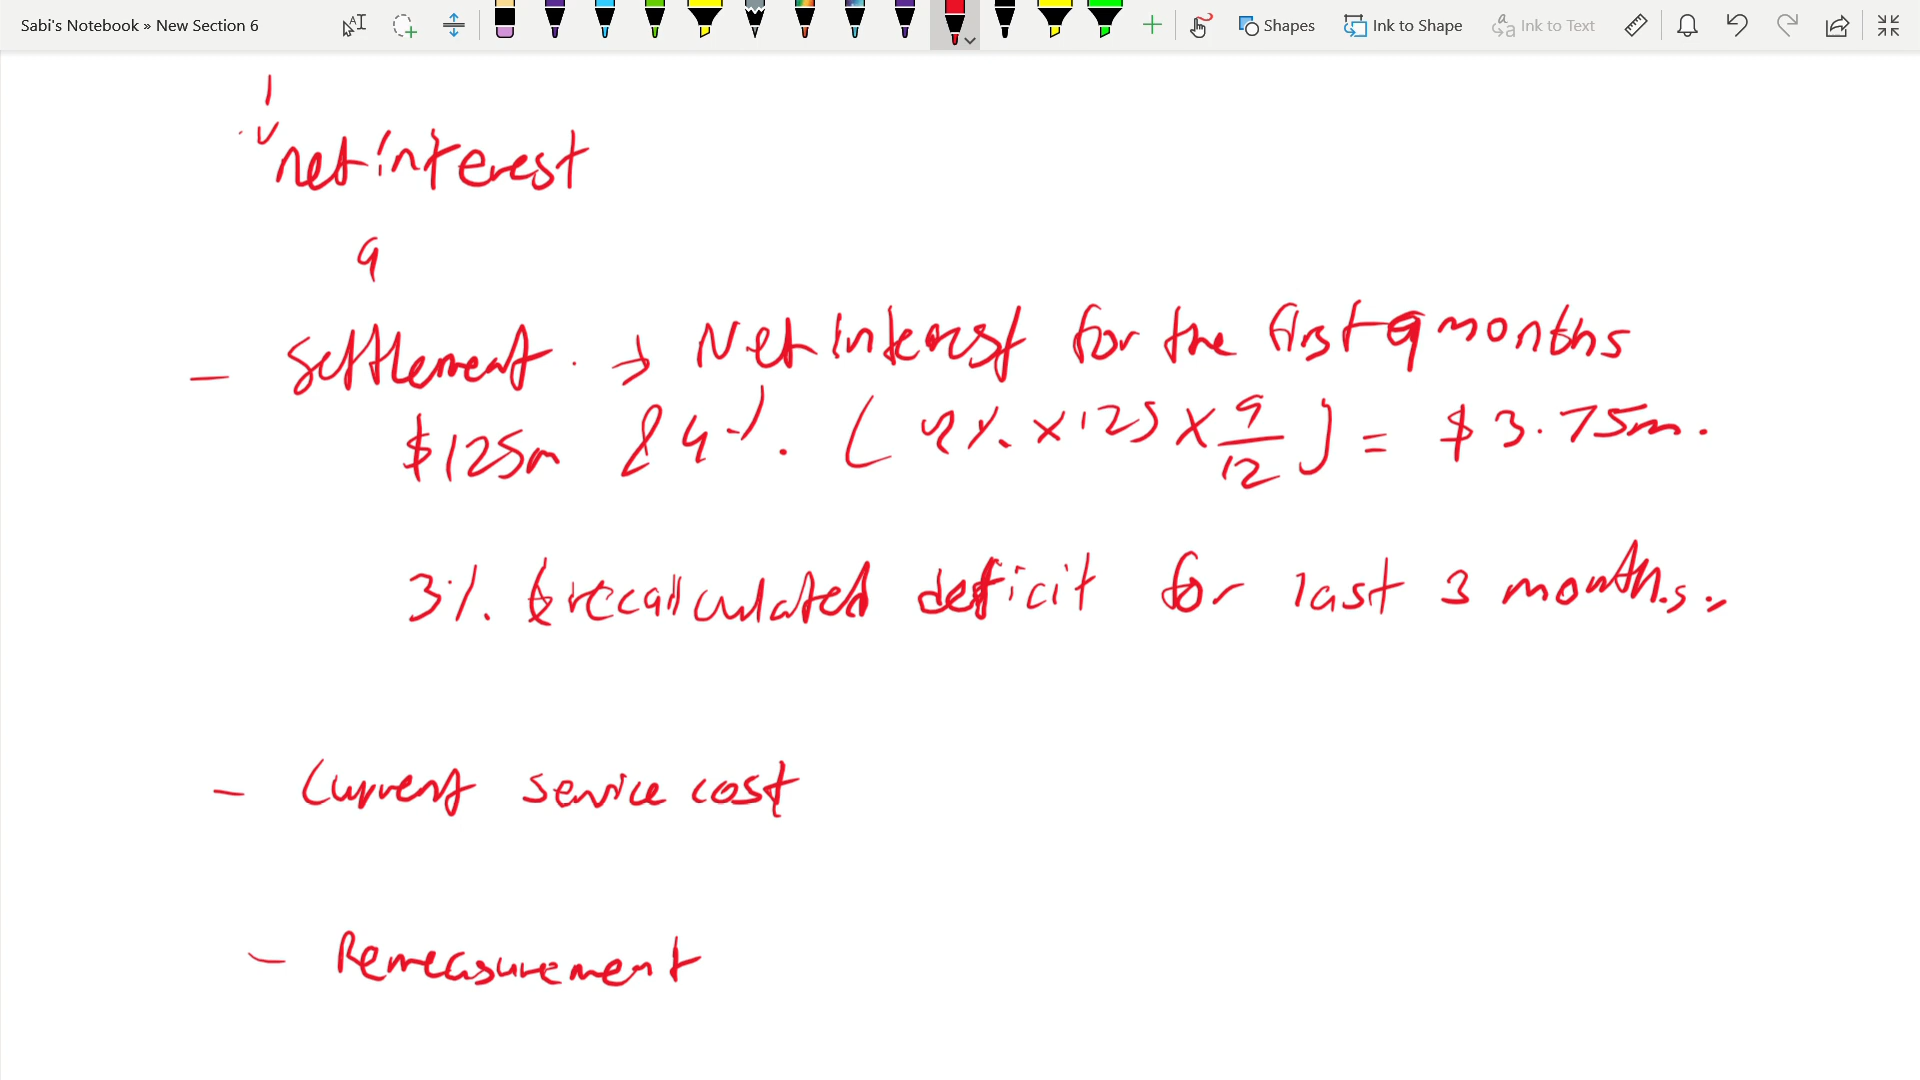 Sabi's Notebook » New Section 6
Shapes
Ink to Shape
Ink to Text
net interest
9
- Settlement. → Net interest for the first 9 months
$125m & 4%. (4% × 125 × 9/12) = $3.75m.
3% & recalculated deficit for last 3 months.
- Current service cost
- Remeasurement